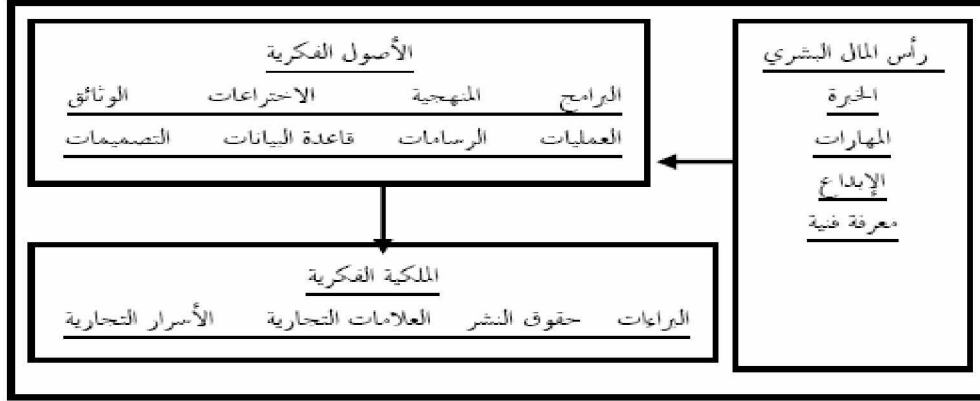 رأس المال البشري
الخبرة
المهارات
الإبداع
معرفة فنية
الأصول الفكرية
البرامج المنهجية الاختراعات الوثائق
العمليات الرسامات قاعدة البيانات التصميمات
الملكية الفكرية
البراءات حقوق النشر العلامات التجارية الأسرار التجارية